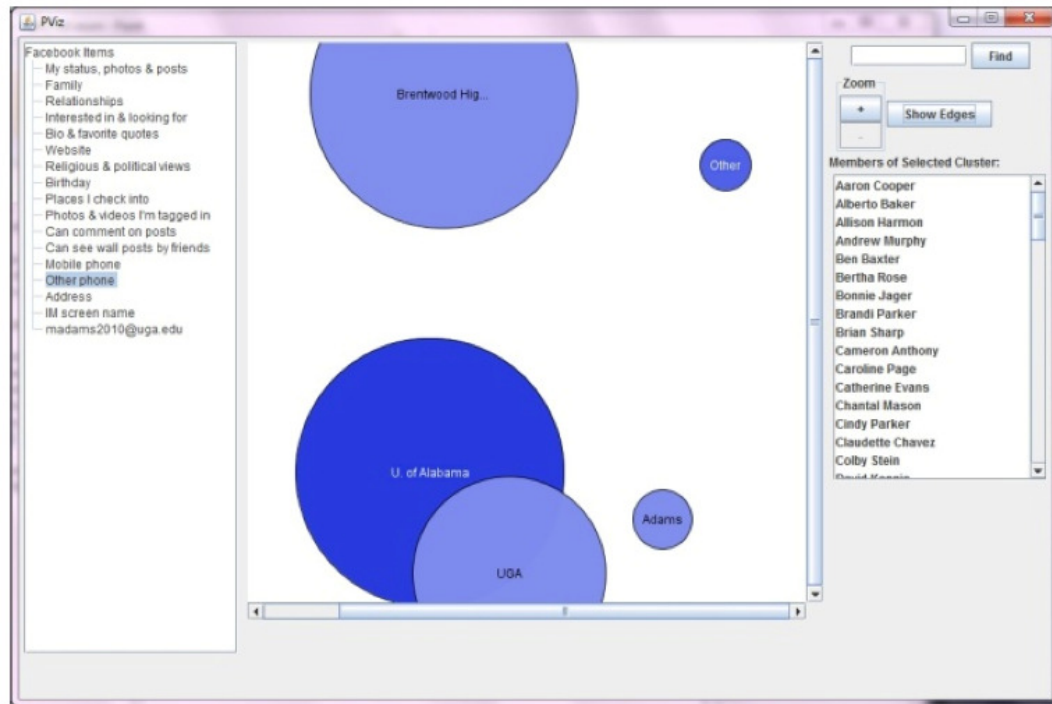 PViz
Facebook Items
My status, photos & posts
Family
Relationships
Interested in & looking for
Bio & favorite quotes
Website
Religious & political views
Birthday
Places I check into
Photos & videos I'm tagged in
Can comment on posts
Can see wall posts by friends
Mobile phone
Other phone
Address
IM screen name
madams2010@uga.edu
Brentwood Hig...
Other
U. of Alabama
Adams
UGA
Find
Zoom
+
-
Show Edges
Members of Selected Cluster:
Aaron Cooper
Alberto Baker
Allison Harmon
Andrew Murphy
Ben Baxter
Bertha Rose
Bonnie Jager
Brandi Parker
Brian Sharp
Cameron Anthony
Caroline Page
Catherine Evans
Chantal Mason
Cindy Parker
Claudette Chavez
Colby Stein